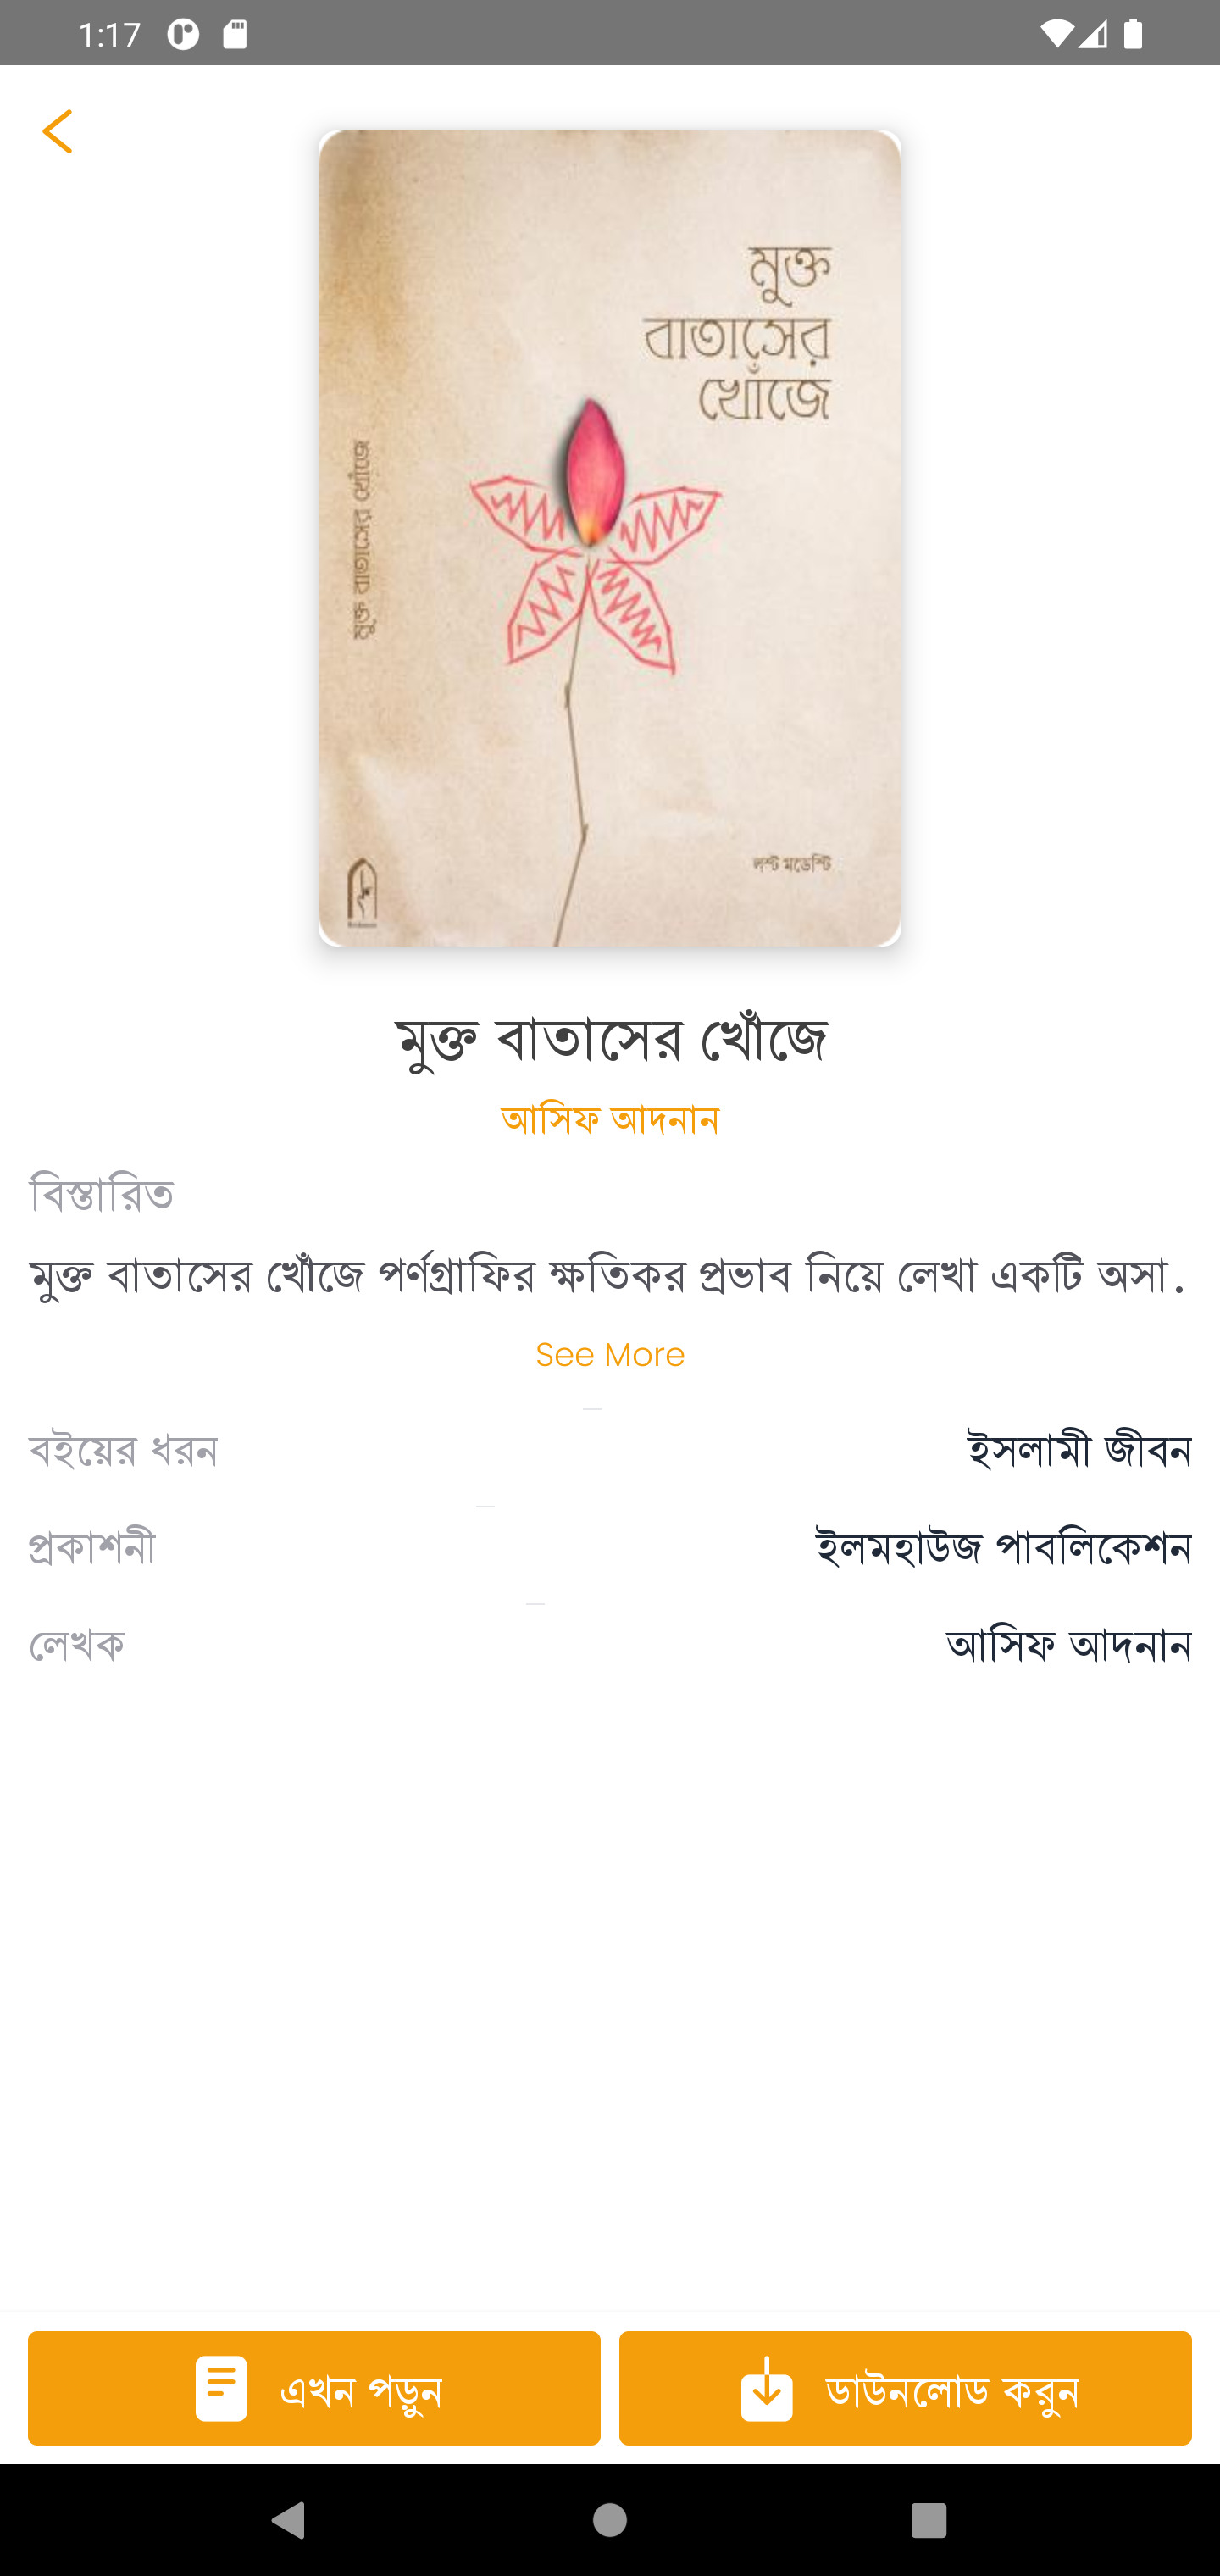 1:17
মুক্ত
বাতাসের
খোঁজে
মুক্ত বাতাসের খোঁজে
লস্ট মডেস্টি
মুক্ত বাতাসের খোঁজে
আসিফ আদনান
বিস্তারিত
মুক্ত বাতাসের খোঁজে পর্ণগ্রাফির ক্ষতিকর প্রভাব নিয়ে লেখা একটি অসা.
See More
বইয়ের ধরন ইসলামী জীবন
প্রকাশনী ইলমহাউজ পাবলিকেশন
লেখক আসিফ আদনান
এখন পড়ুন ডাউনলোড করুন